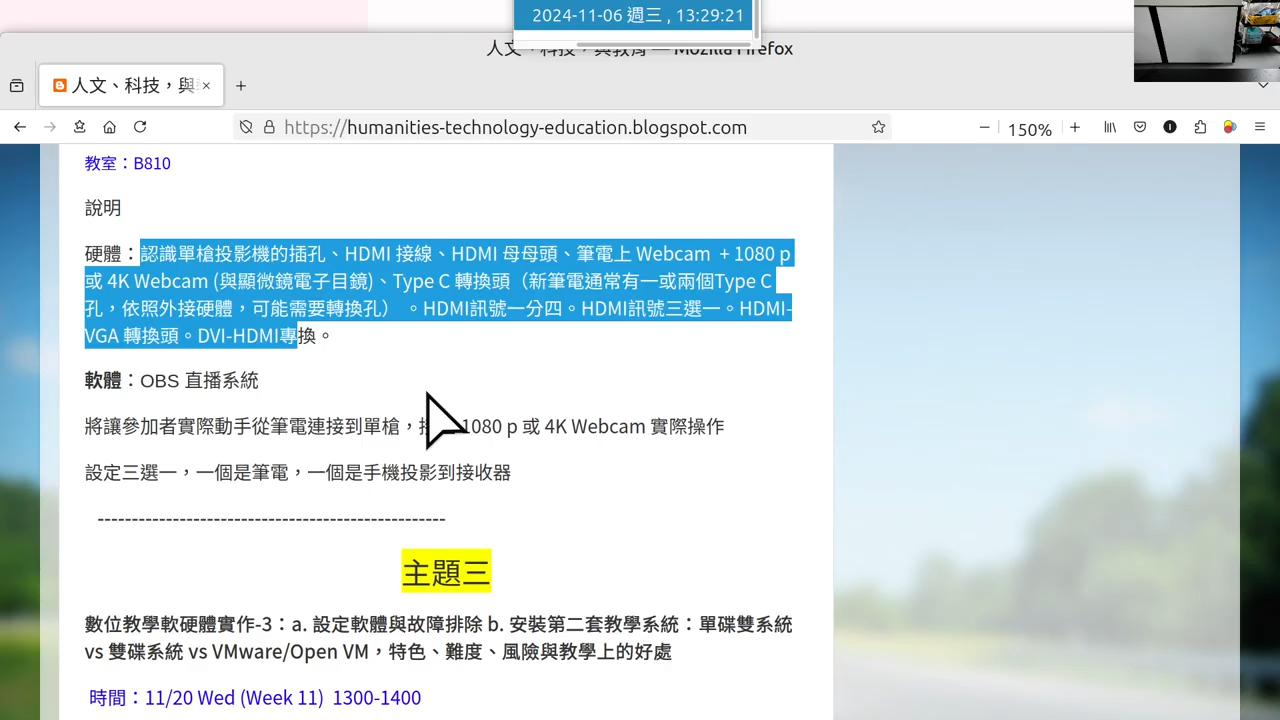 2024-11-06 週三 , 13:29:21
人文、科技，與教育 — Mozilla Firefox
人文、科技，與
https://humanities-technology-education.blogspot.com
150%
教室：B810
說明
硬體：認識單槍投影機的插孔、HDMI 接線、HDMI 母母頭、筆電上 Webcam + 1080 p
或 4K Webcam (與顯微鏡電子目鏡)、Type C 轉換頭（新筆電通常有一或兩個Type C
孔，依照外接硬體，可能需要轉換孔） 。HDMI訊號一分四。HDMI訊號三選一。HDMI-
VGA 轉換頭。DVI-HDMI專換。
軟體：OBS 直播系統
將讓參加者實際動手從筆電連接到單槍，1080 p 或 4K Webcam 實際操作
設定三選一，一個是筆電，一個是手機投影到接收器
---------------------------------------------------
主題三
數位教學軟硬體實作-3：a. 設定軟體與故障排除 b. 安裝第二套教學系統：單碟雙系統
vs 雙碟系統 vs VMware/Open VM，特色、難度、風險與教學上的好處
時間：11/20 Wed (Week 11) 1300-1400